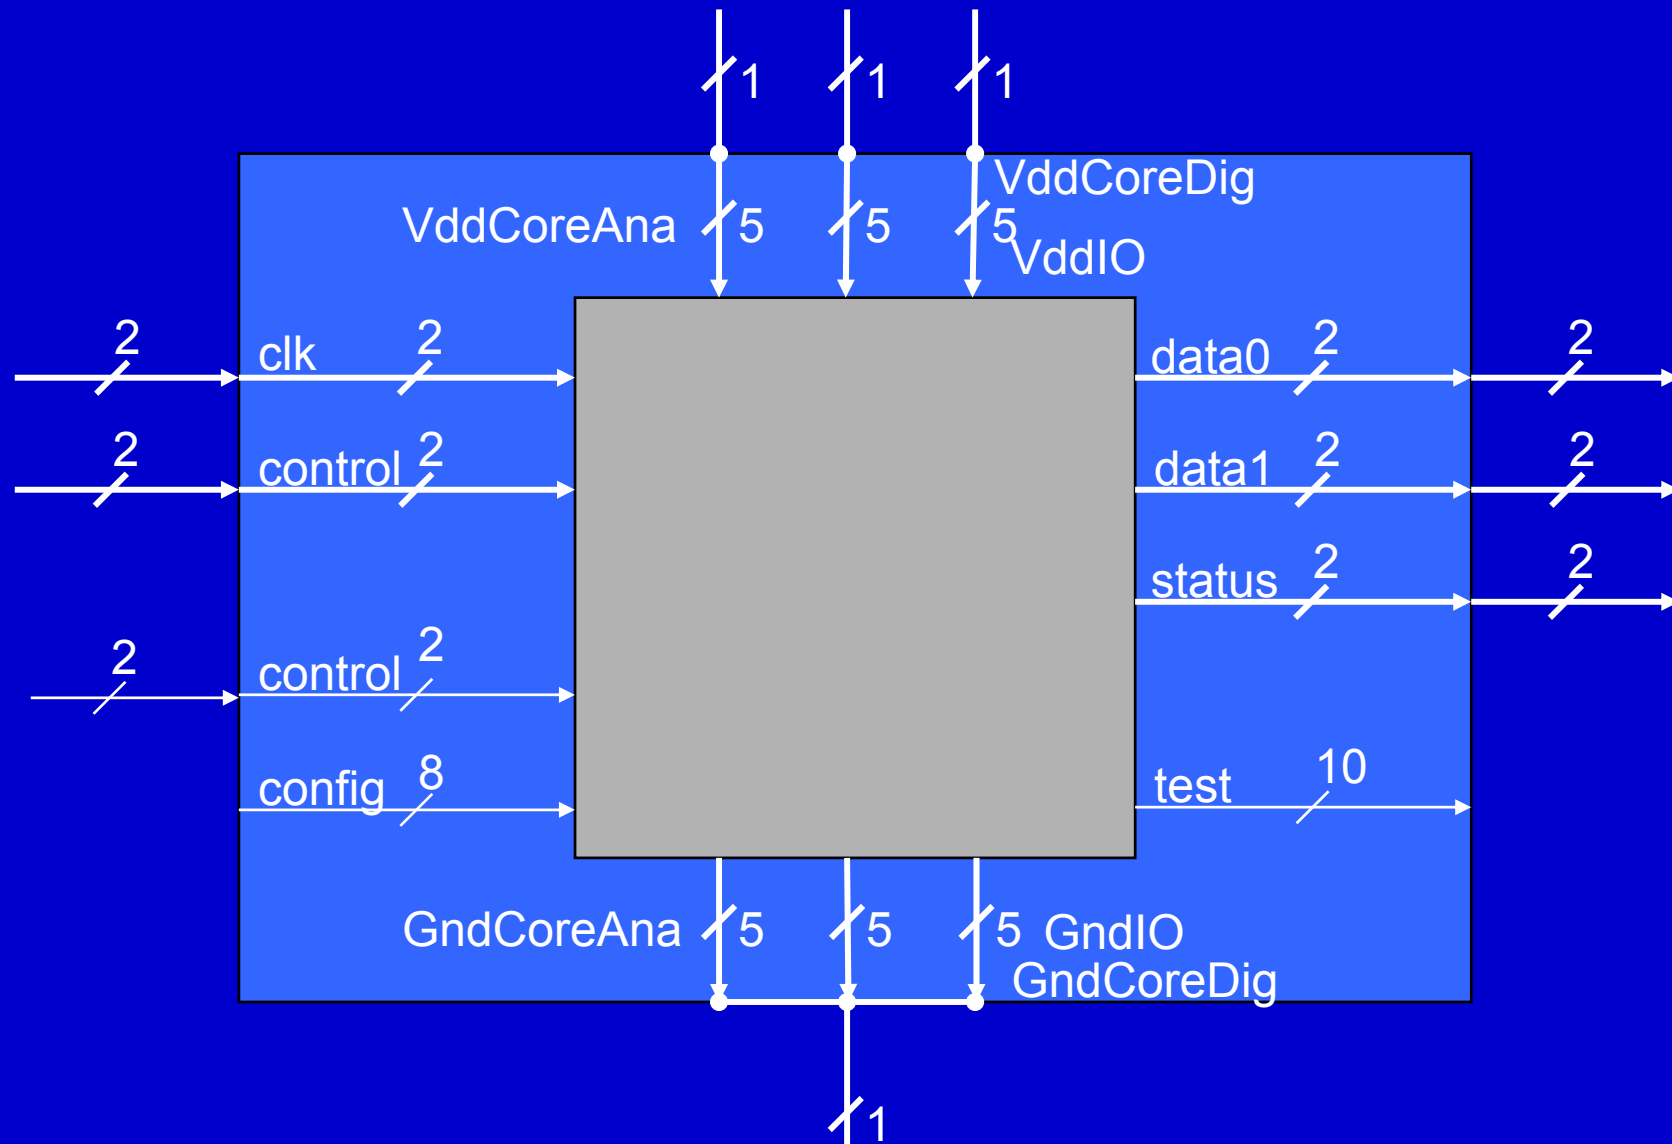 1 1 1
VddCoreDig
VddCoreAna 5 5 5
VddIO
2 clk 2 data0 2 2
2 control 2 data1 2 2
status 2 2
2 control 2
config 8 test 10
GndCoreAna 5 5 5 GndIO
GndCoreDig
1